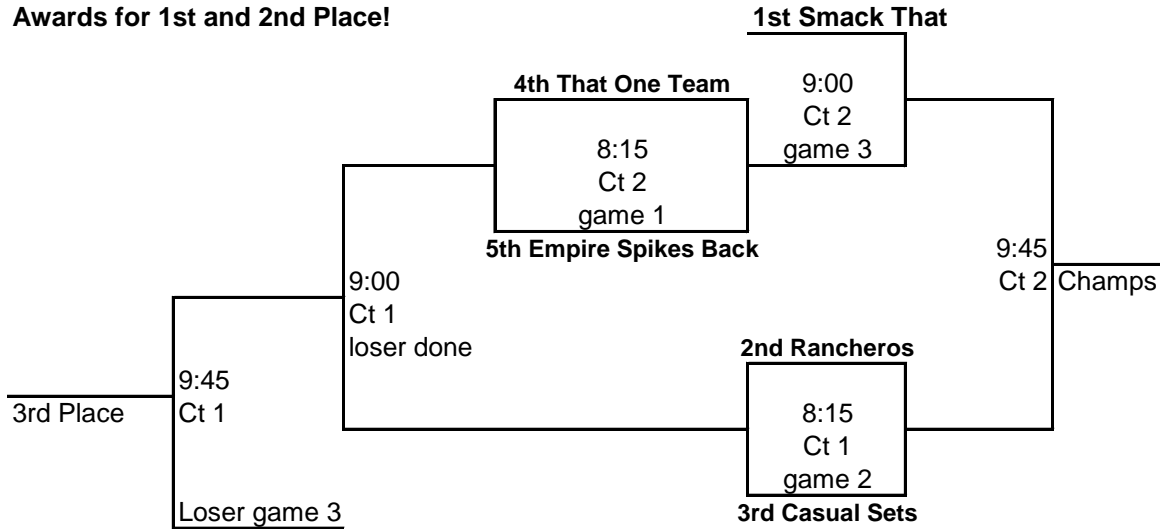 Awards for 1st and 2nd Place!
1st Smack That
4th That One Team
9:00
Ct 2
game 3
8:15
Ct 2
game 1
5th Empire Spikes Back
9:45
Ct 2
Champs
9:00
Ct 1
loser done
2nd Rancheros
9:45
Ct 1
3rd Place
8:15
Ct 1
game 2
Loser game 3
3rd Casual Sets